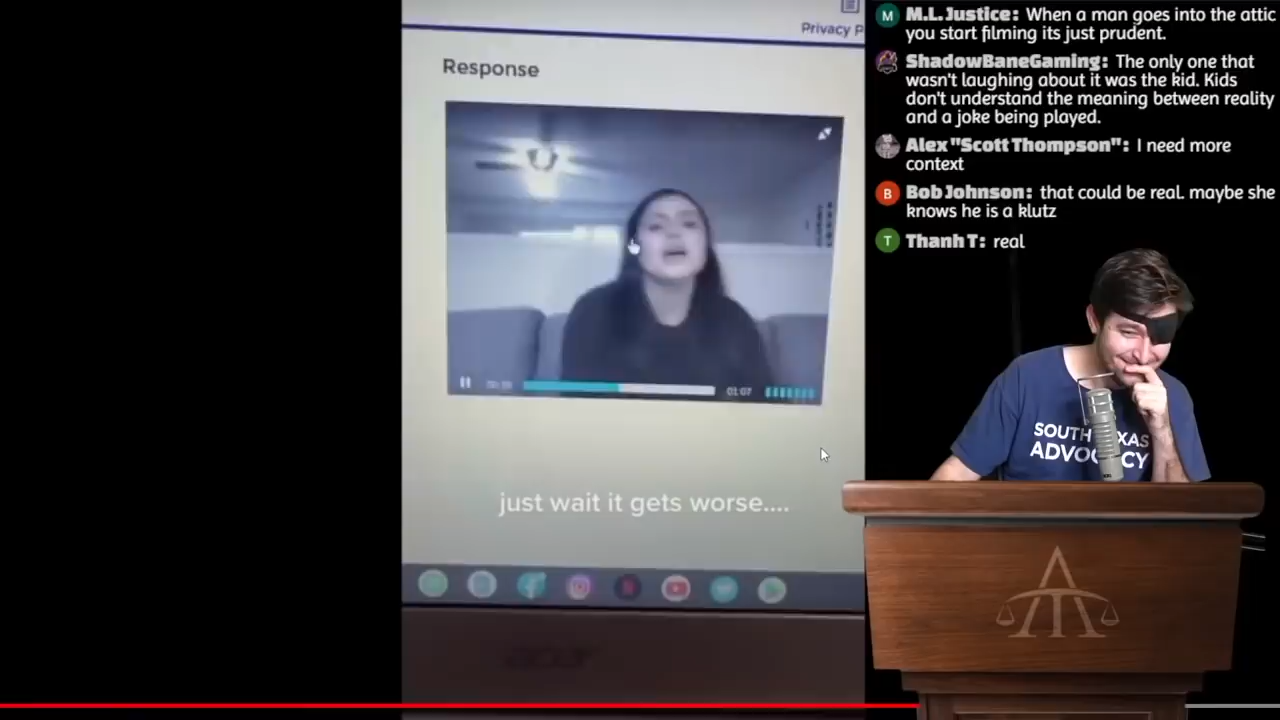 Privacy P
Response
01:07
just wait it gets worse....
acer
M.L. Justice: When a man goes into the attic
you start filming its just prudent.
ShadowBaneGaming: The only one that
wasn't laughing about it was the kid. Kids
don't understand the meaning between reality
and a joke being played.
Alex "Scott Thompson": I need more
context
Bob Johnson: that could be real. maybe she
knows he is a klutz
Thanh T: real
SOUTH TEXAS
ADVOCACY